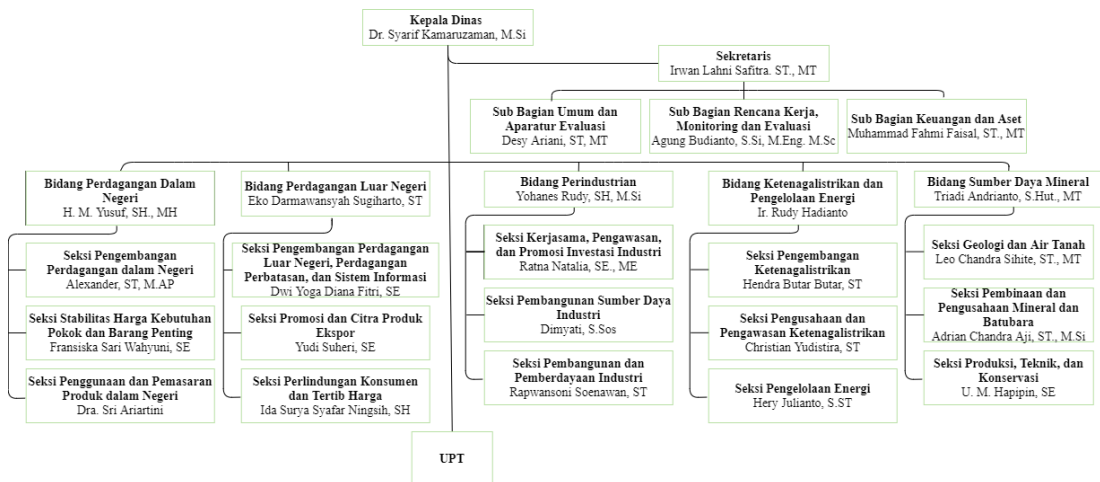 Kepala Dinas
Dr. Syarif Kamaruzaman, M.Si
Sekretaris
Irwan Lahni Safitra. ST., MT
Sub Bagian Umum dan
Aparatur Evaluasi
Desy Ariani, ST, MT
Sub Bagian Rencana Kerja,
Monitoring dan Evaluasi
Agung Budianto, S.Si, M.Eng. M.Sc
Sub Bagian Keuangan dan Aset
Muhammad Fahmi Faisal, ST., MT
Bidang Perdagangan Dalam
Negeri
H. M. Yusuf, SH., MH
Seksi Pengembangan
Perdagangan dalam Negeri
Alexander, ST, M.AP
Seksi Stabilitas Harga Kebutuhan
Pokok dan Barang Penting
Fransiska Sari Wahyuni, SE
Seksi Penggunaan dan Pemasaran
Produk dalam Negeri
Dra. Sri Ariartini
Bidang Perdagangan Luar Negeri
Eko Darmawansyah Sugiharto, ST
Seksi Pengembangan Perdagangan
Luar Negeri, Perdagangan
Perbatasan, dan Sistem Informasi
Dwi Yoga Diana Fitri, SE
Seksi Promosi dan Citra Produk
Ekspor
Yudi Suheri, SE
Seksi Perlindungan Konsumen
dan Tertib Harga
Ida Surya Syafar Ningsih, SH
Bidang Perindustrian
Yohanes Rudy, SH, M.Si
Seksi Kerjasama, Pengawasan,
dan Promosi Investasi Industri
Ratna Natalia, SE., ME
Seksi Pembangunan Sumber Daya
Industri
Dimyati, S.Sos
Seksi Pembangunan dan
Pemberdayaan Industri
Rapwansoni Soenawan, ST
Bidang Ketenagalistrikan dan
Pengelolaan Energi
Ir. Rudy Hadianto
Seksi Pengembangan
Ketenagalistrikan
Hendra Butar Butar, ST
Seksi Pengusahaan dan
Pengawasan Ketenagalistrikan
Christian Yudistira, ST
Seksi Pengelolaan Energi
Hery Julianto, S.ST
Bidang Sumber Daya Mineral
Triadi Andrianto, S.Hut., MT
Seksi Geologi dan Air Tanah
Leo Chandra Sihite, ST., MT
Seksi Pembinaan dan
Pengusahaan Mineral dan
Batubara
Adrian Chandra Aji, ST., M.Si
Seksi Produksi, Teknik, dan
Konservasi
U. M. Hapipin, SE
UPT